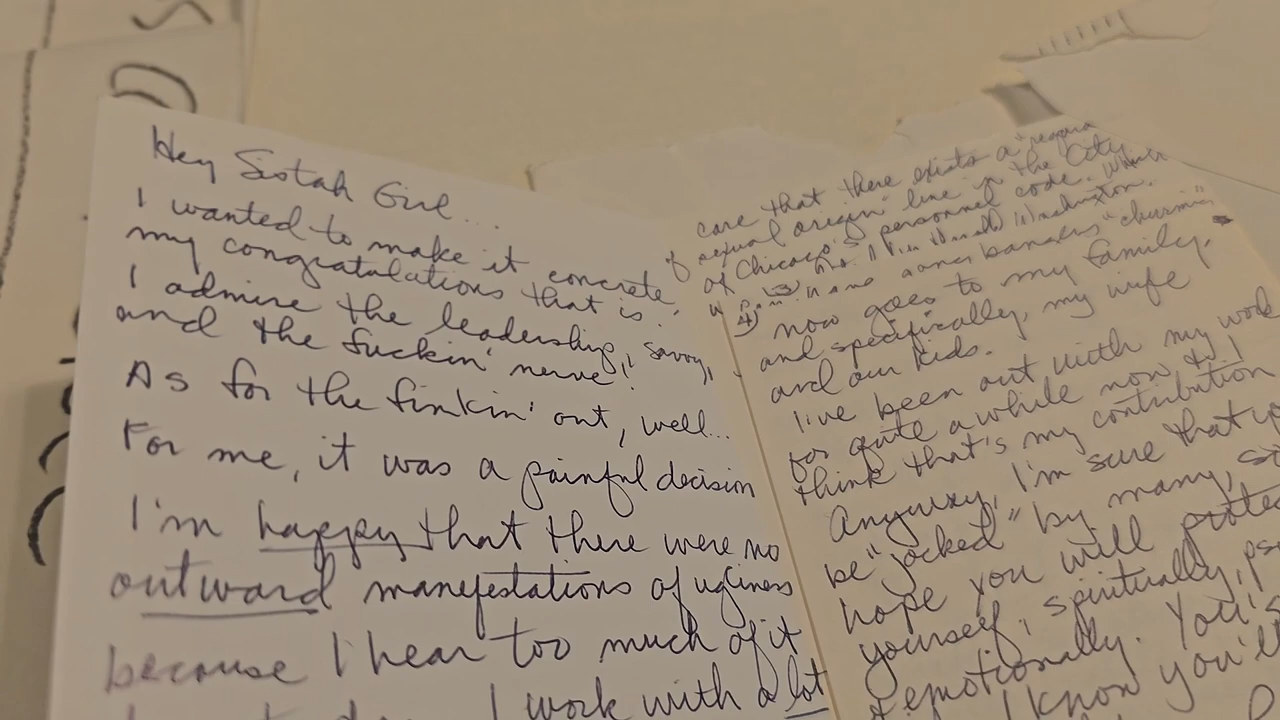 Hey Sistah Girl...
I wanted to make it concrete,
my congratulations that is.
I admire the leadership, savvy,
and the fuckin' nerve!
As for the finkin' out, well...
For me, it was a painful decision
I'm happy that there were no
outward manifestations of ugliness
because I hear too much of it
I work with a lot
care that there exists a "
of sexual origin" line in the City
of Chicago's personnel code.
Washington.
4) now goes to my family,
and specifically, my wife
and our kids.
I've been out with my work
for quite a while now & I
think that's my contribution
Anyway, I'm sure that
be "jocked" by many,
hope you will
yourself, spiritually,
& emotionally. You
I know you'll